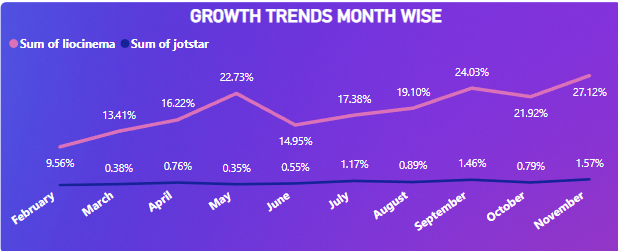 GROWTH TRENDS MONTH WISE
Sum of liocinema Sum of jotstar
9.56% 13.41% 16.22% 22.73% 14.95% 17.38% 19.10% 24.03% 21.92% 27.12%
0.38% 0.76% 0.35% 0.55% 1.17% 0.89% 1.46% 0.79% 1.57%
February March April May June July August September October November